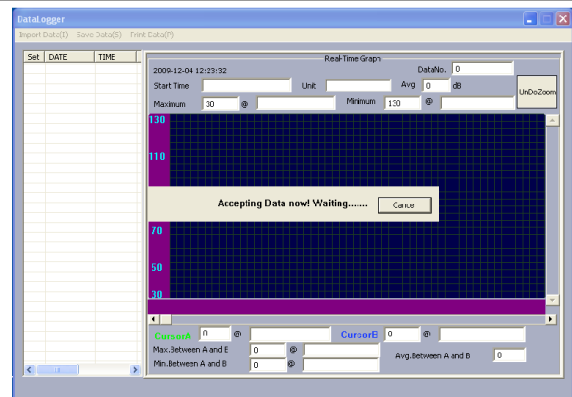 DataLogger
Import Data(I) Save Data(S) Print Data(P)
Set DATE TIME
Real-Time Graph
2009-12-04 12:23:32 DataNo. 0
Start Time Unit Avg 0 dB
UnDoZoom
Maximum 30 @ Minimum 130 @
130
110
Accepting Data now! Waiting....... Cancel
70
50
30
CursorA 0 @ CursorB 0 @
Max.Between A and B 0 @
Avg.Between A and B 0
Min.Between A and B 0 @